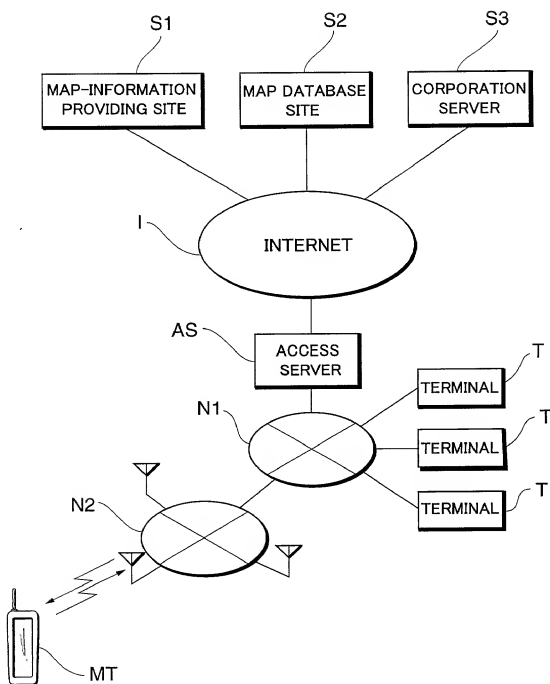 S1
S2
S3
MAP-INFORMATION
PROVIDING SITE
MAP DATABASE
SITE
CORPORATION
SERVER
I
INTERNET
AS
ACCESS
SERVER
N1
TERMINAL
T
TERMINAL
T
TERMINAL
T
N2
MT